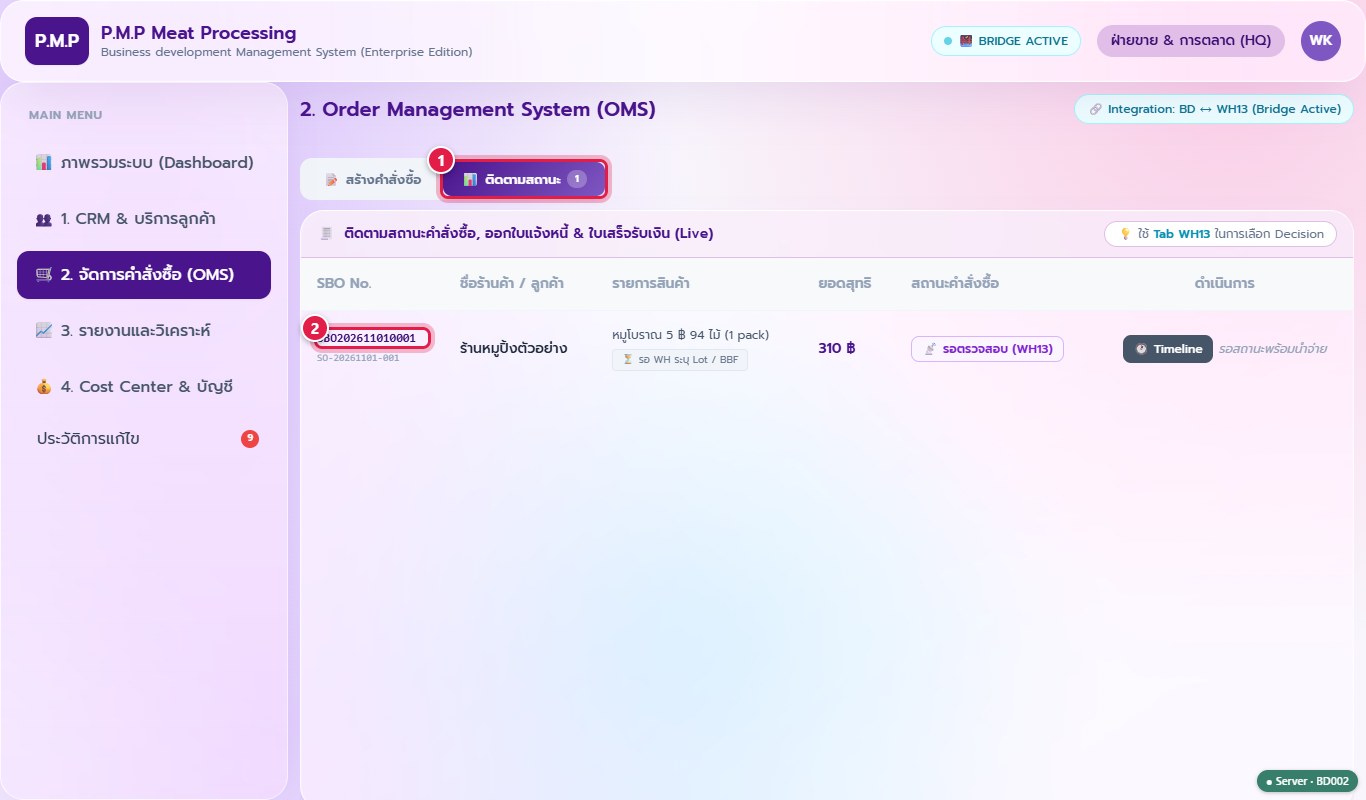 P.M.P
P.M.P Meat Processing
Business development Management System (Enterprise Edition)
BRIDGE ACTIVE
ฝ่ายขาย & การตลาด (HQ)
WK
MAIN MENU
ภาพรวมระบบ (Dashboard)
1. CRM & บริการลูกค้า
2. จัดการคำสั่งซื้อ (OMS)
3. รายงานและวิเคราะห์
4. Cost Center & บัญชี
ประวัติการแก้ไข
9
2. Order Management System (OMS)
Integration: BD ↔ WH13 (Bridge Active)
สร้างคำสั่งซื้อ
1
ติดตามสถานะ 1
ติดตามสถานะคำสั่งซื้อ, ออกใบแจ้งหนี้ & ใบเสร็จรับเงิน (Live)
ใช้ Tab WH13 ในการเลือก Decision
SBO No. ชื่อร้านค้า / ลูกค้า รายการสินค้า ยอดสุทธิ สถานะคำสั่งซื้อ ดำเนินการ
2
SBO202611010001
SO-20261101-001
ร้านหมูปิ้งตัวอย่าง
หมูโบราณ 5 ฿ 94 ไม้ (1 pack)
รอ WH ระบุ Lot / BBF
310 ฿
รอตรวจสอบ (WH13)
Timeline
รอสถานะพร้อมนำจ่าย
Server · BD002